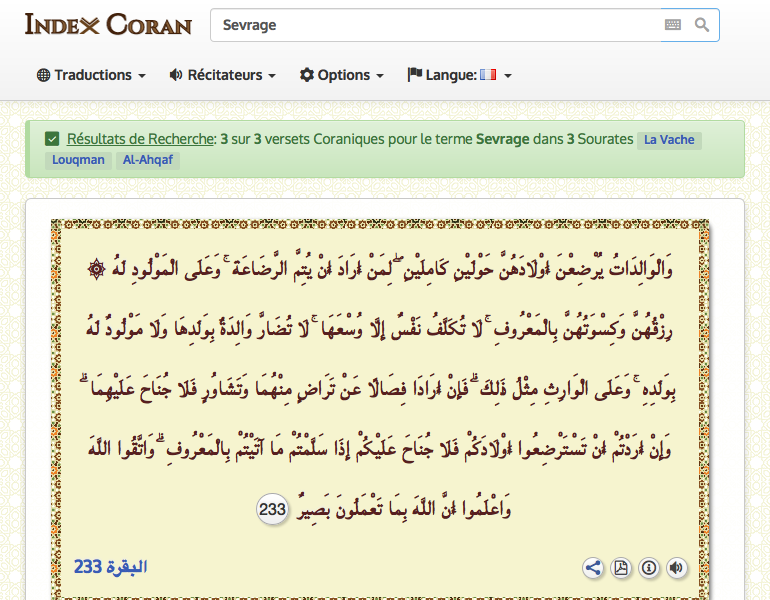 Index Coran
Sevrage
Traductions Récitateurs Options Langue:
Résultats de Recherche: 3 sur 3 versets Coraniques pour le terme Sevrage dans 3 Sourates La Vache
Louqman Al-Ahqaf
۞ وَالْوَالِدَاتُ يُرْضِعْنَ أَوْلَادَهُنَّ حَوْلَيْنِ كَامِلَيْنِ ۖ لِمَنْ أَرَادَ أَنْ يُتِمَّ الرَّضَاعَةَ ۚ وَعَلَى الْمَوْلُودِ لَهُ
رِزْقُهُنَّ وَكِسْوَتُهُنَّ بِالْمَعْرُوفِ ۚ لَا تُكَلَّفُ نَفْسٌ إِلَّا وُسْعَهَا ۚ لَا تُضَارَّ وَالِدَةٌ بِوَلَدِهَا وَلَا مَوْلُودٌ لَهُ
بِوَلَدِهِ ۚ وَعَلَى الْوَارِثِ مِثْلُ ذَٰلِكَ ۗ فَإِنْ أَرَادَا فِصَالًا عَنْ تَرَاضٍ مِنْهُمَا وَتَشَاوُرٍ فَلَا جُنَاحَ عَلَيْهِمَا ۗ
وَإِنْ أَرَدْتُمْ أَنْ تَسْتَرْضِعُوا أَوْلَادَكُمْ فَلَا جُنَاحَ عَلَيْكُمْ إِذَا سَلَّمْتُمْ مَا آتَيْتُمْ بِالْمَعْرُوفِ ۗ وَاتَّقُوا اللَّهَ
وَاعْلَمُوا أَنَّ اللَّهَ بِمَا تَعْمَلُونَ بَصِيرٌ 233
البقرة 233